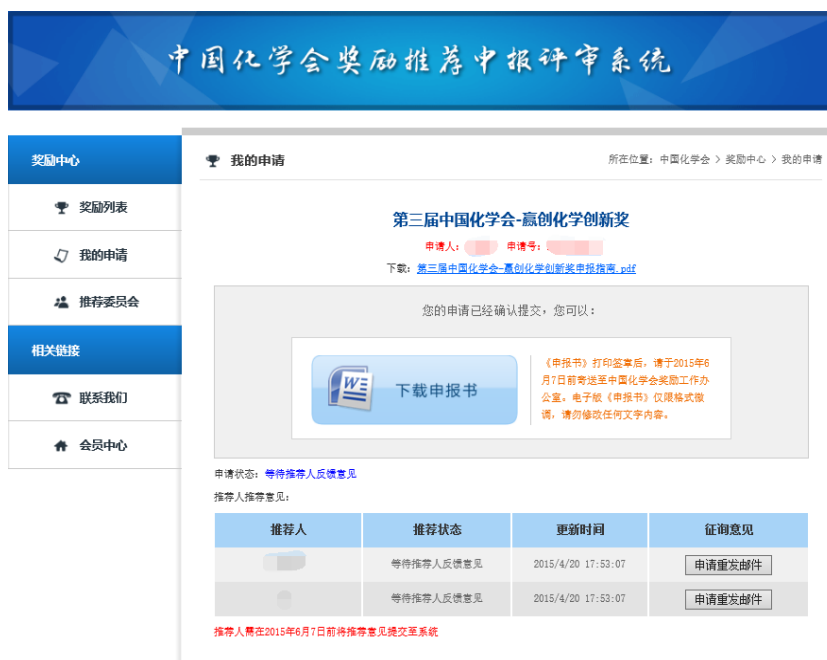 中国化学会奖励推荐申报评审系统
奖励中心
奖励列表
我的申请
推荐委员会
相关链接
联系我们
会员中心
我的申请
所在位置: 中国化学会 > 奖励中心 > 我的申请
第三届中国化学会-赢创化学创新奖
申请人: 申请号:
下载: 第三届中国化学会-赢创化学创新奖申报指南.pdf
您的申请已经确认提交，您可以:
W
下载申报书
《申报书》打印签章后，请于2015年6
月7日前寄送至中国化学会奖励工作办
公室。电子版《申报书》仅限格式微
调，请勿修改任何文字内容。
申请状态: 等待推荐人反馈意见
推荐人推荐意见:
推荐人 推荐状态 更新时间 征询意见
等待推荐人反馈意见 2015/4/20 17:53:07 申请重发邮件
等待推荐人反馈意见 2015/4/20 17:53:07 申请重发邮件
推荐人需在2015年6月7日前将推荐意见提交至系统